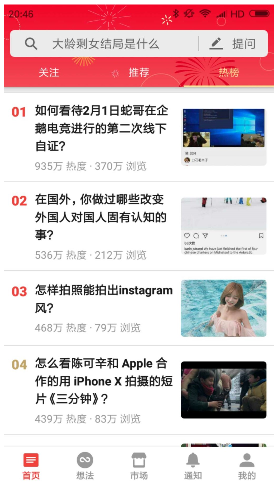 20:46
HD
大龄剩女结局是什么
提问
关注
推荐
热榜
01
如何看待2月1日蛇哥在企
鹅电竞进行的第二次线下
自证?
935万 热度 · 370万 浏览
02
在国外，你做过哪些改变
外国人对国人固有认知的
事?
536万 热度 · 212万 浏览
03
怎样拍照能拍出instagram
风?
468万 热度 · 79万 浏览
04
怎么看陈可辛和 Apple 合
作的用 iPhone X 拍摄的短
片《三分钟》?
439万 热度 · 83万 浏览
首页
想法
市场
通知
我的